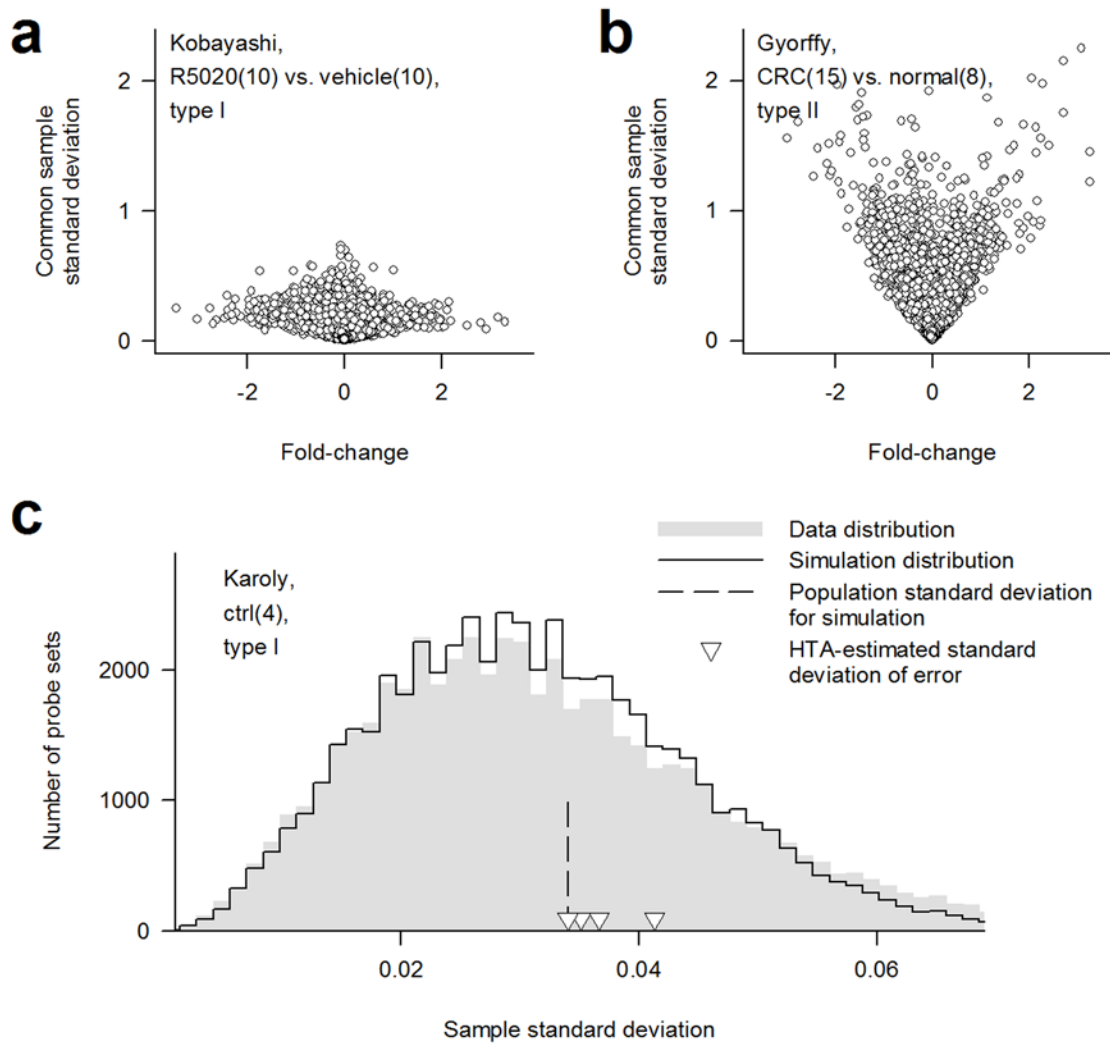 a
Kobayashi,
R5020(10) vs. vehicle(10),
type I
Common sample
standard deviation
2
1
0
-2 0 2
Fold-change
b
Gyorffy,
CRC(15) vs. normal(8),
type II
Common sample
standard deviation
2
1
0
-2 0 2
Fold-change
c
Karoly,
ctrl(4),
type I
Data distribution
Simulation distribution
Population standard deviation
for simulation
HTA-estimated standard
deviation of error
Number of probe sets
2000
1000
0
0.02 0.04 0.06
Sample standard deviation